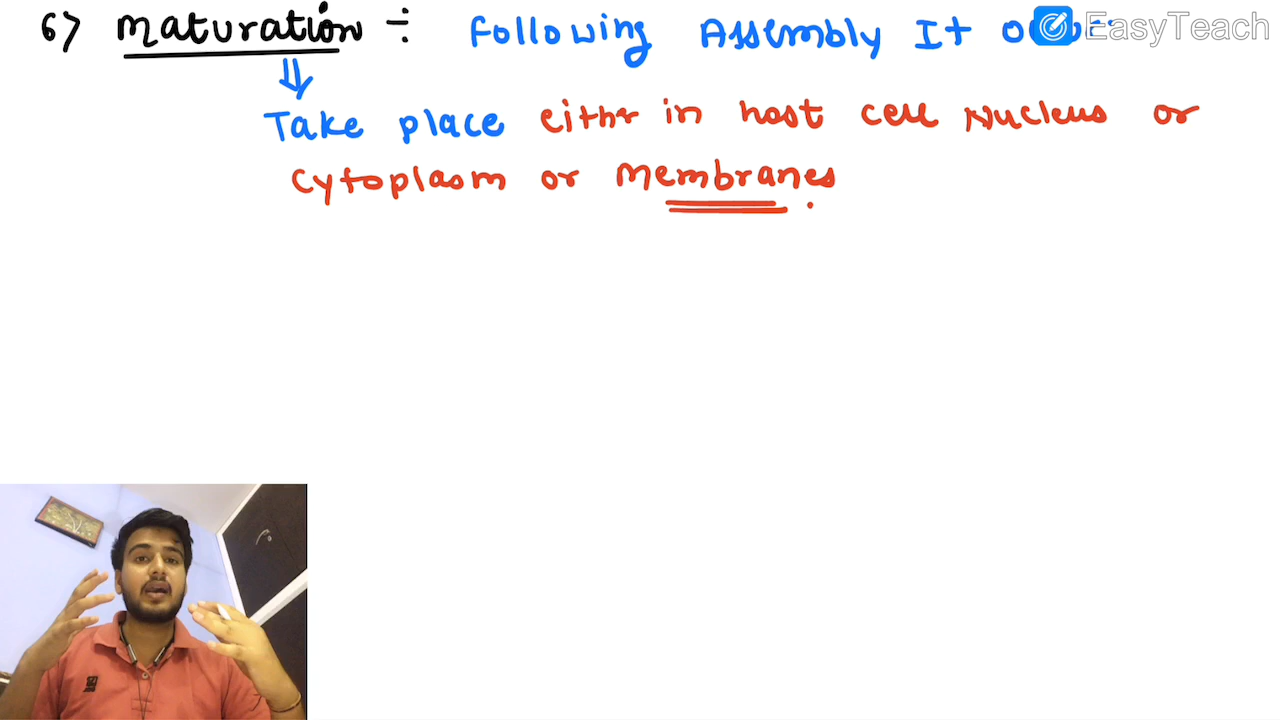 6) Maturation ÷ Following Assembly It
EasyTeach
Take place either in host cell Nucleus or
Cytoplasm or Membranes.